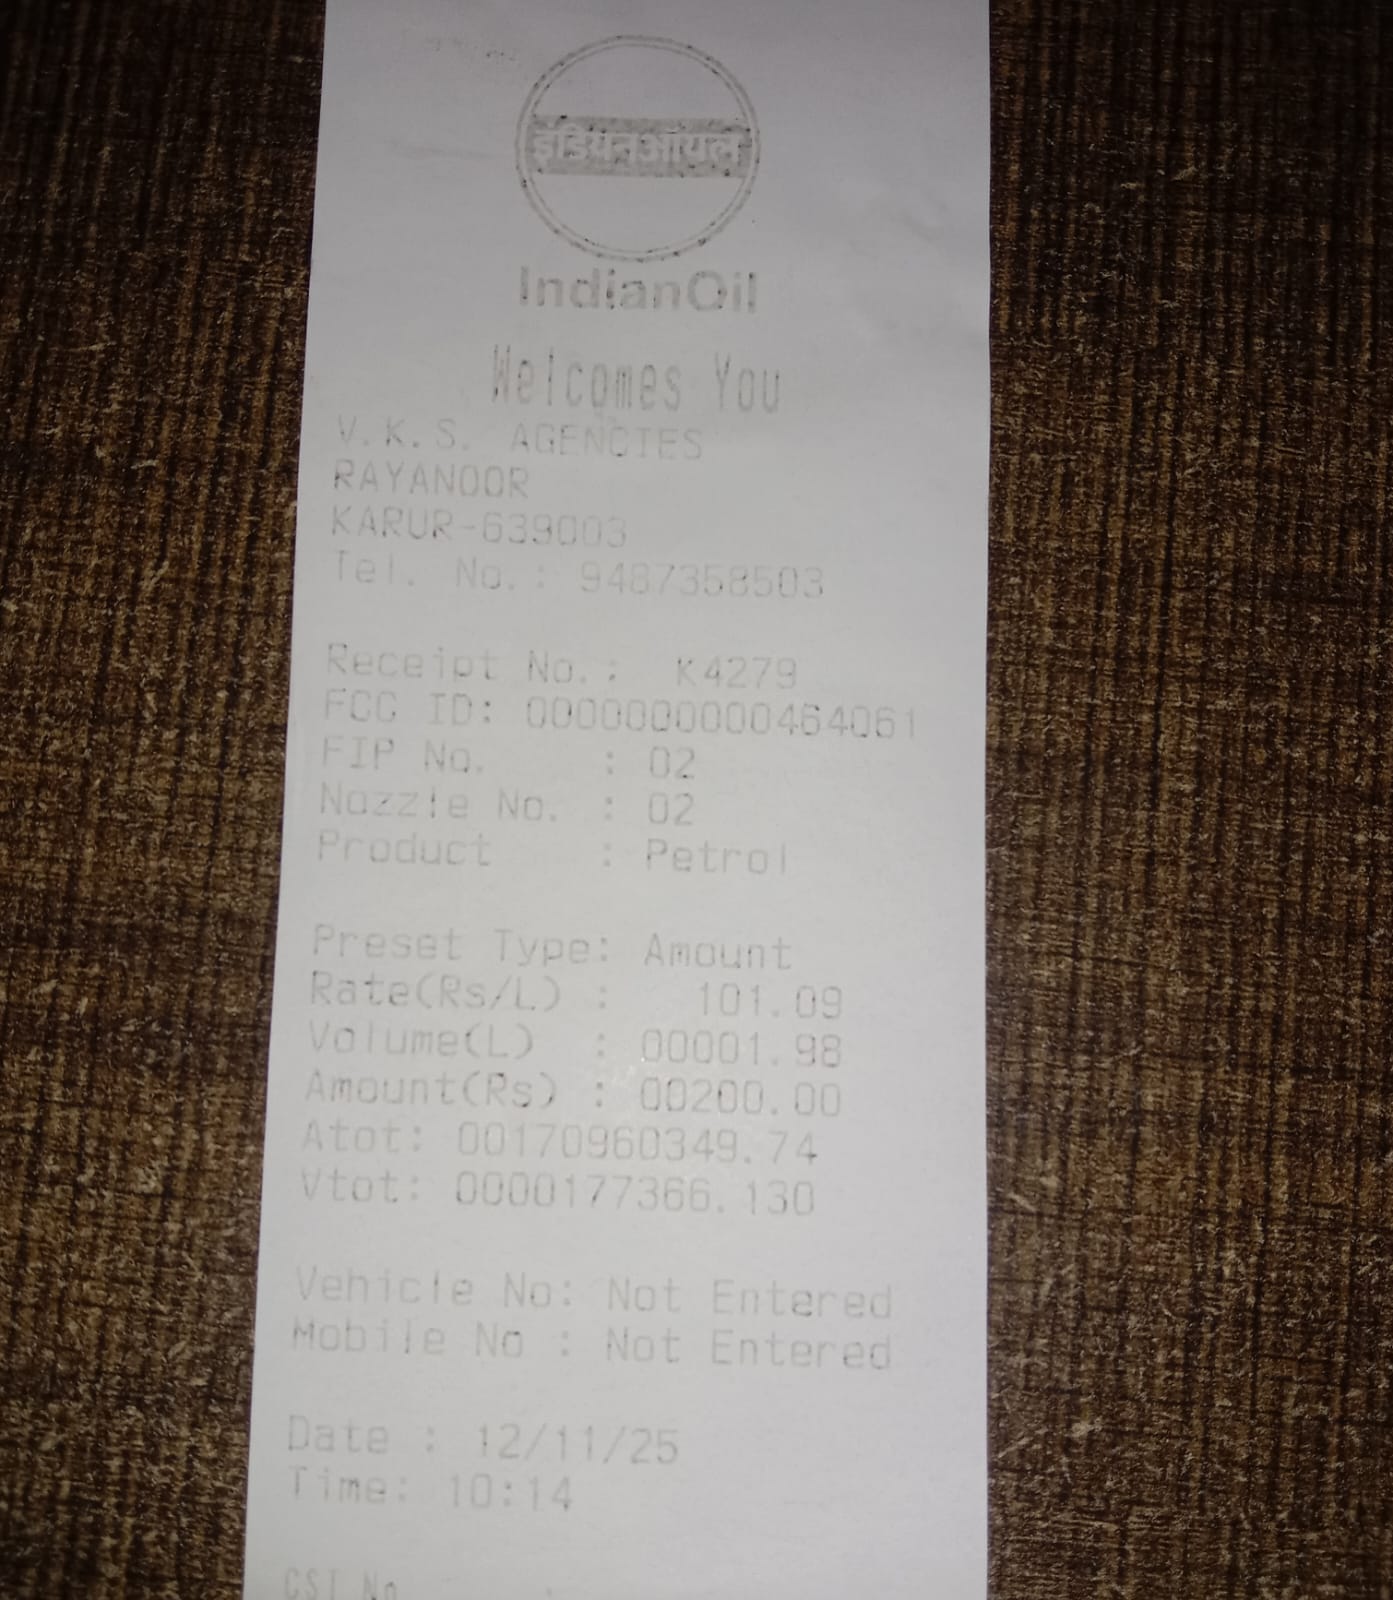 इंडियनऑयल
IndianOil
Welcomes You
V.K.S. AGENCIES
RAYANOOR
KARUR-639003
Tel. No.: 9487358503
Receipt No.: K4279
FCC ID: 0000000000464061
FIP No. : 02
Nozzle No. : 02
Product : Petrol
Preset Type: Amount
Rate(Rs/L) : 101.09
Volume(L) : 00001.98
Amount(Rs) : 00200.00
Atot: 00170960349.74
Vtot: 0000177366.130
Vehicle No: Not Entered
Mobile No : Not Entered
Date : 12/11/25
Time: 10:14
CST No :